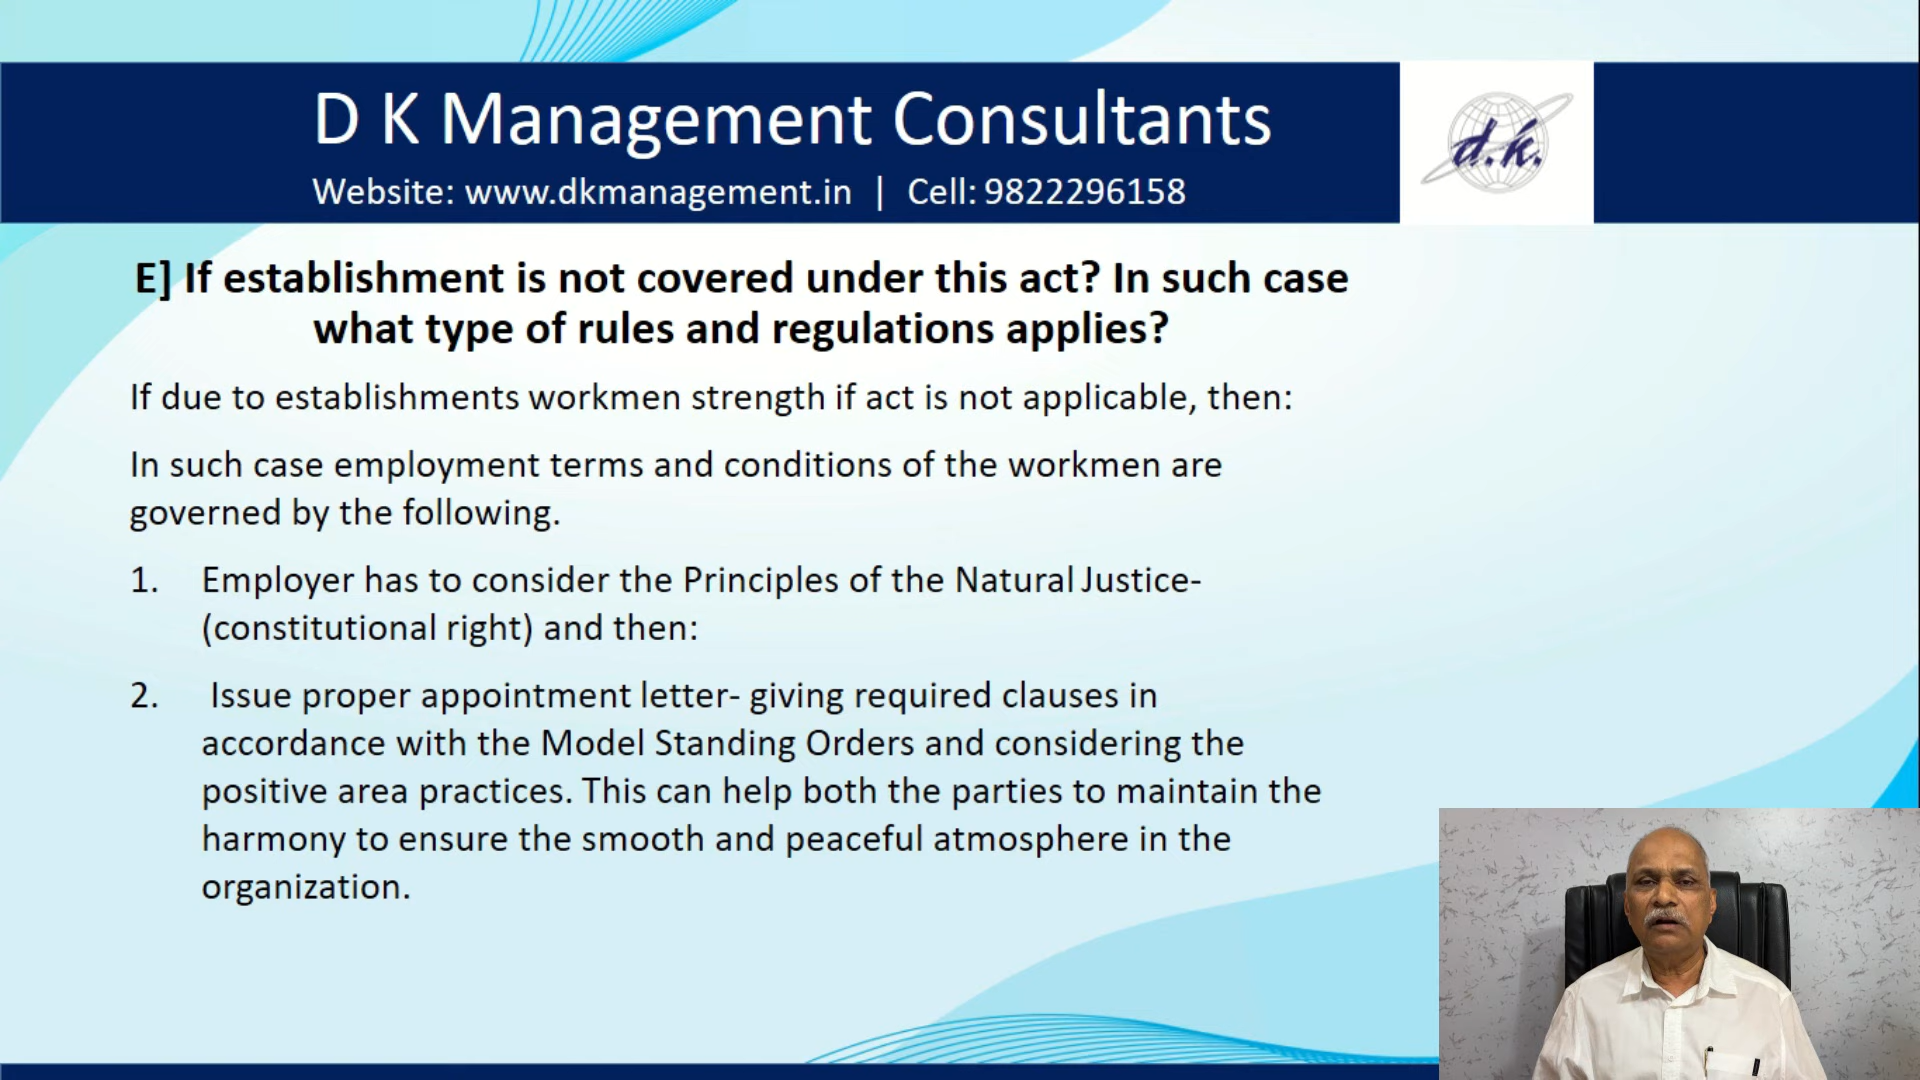 D K Management Consultants
Website: www.dkmanagement.in | Cell: 9822296158
d.k.
E] If establishment is not covered under this act? In such case
what type of rules and regulations applies?
If due to establishments workmen strength if act is not applicable, then:
In such case employment terms and conditions of the workmen are
governed by the following.
1. Employer has to consider the Principles of the Natural Justice-
(constitutional right) and then:
2. Issue proper appointment letter- giving required clauses in
accordance with the Model Standing Orders and considering the
positive area practices. This can help both the parties to maintain the
harmony to ensure the smooth and peaceful atmosphere in the
organization.